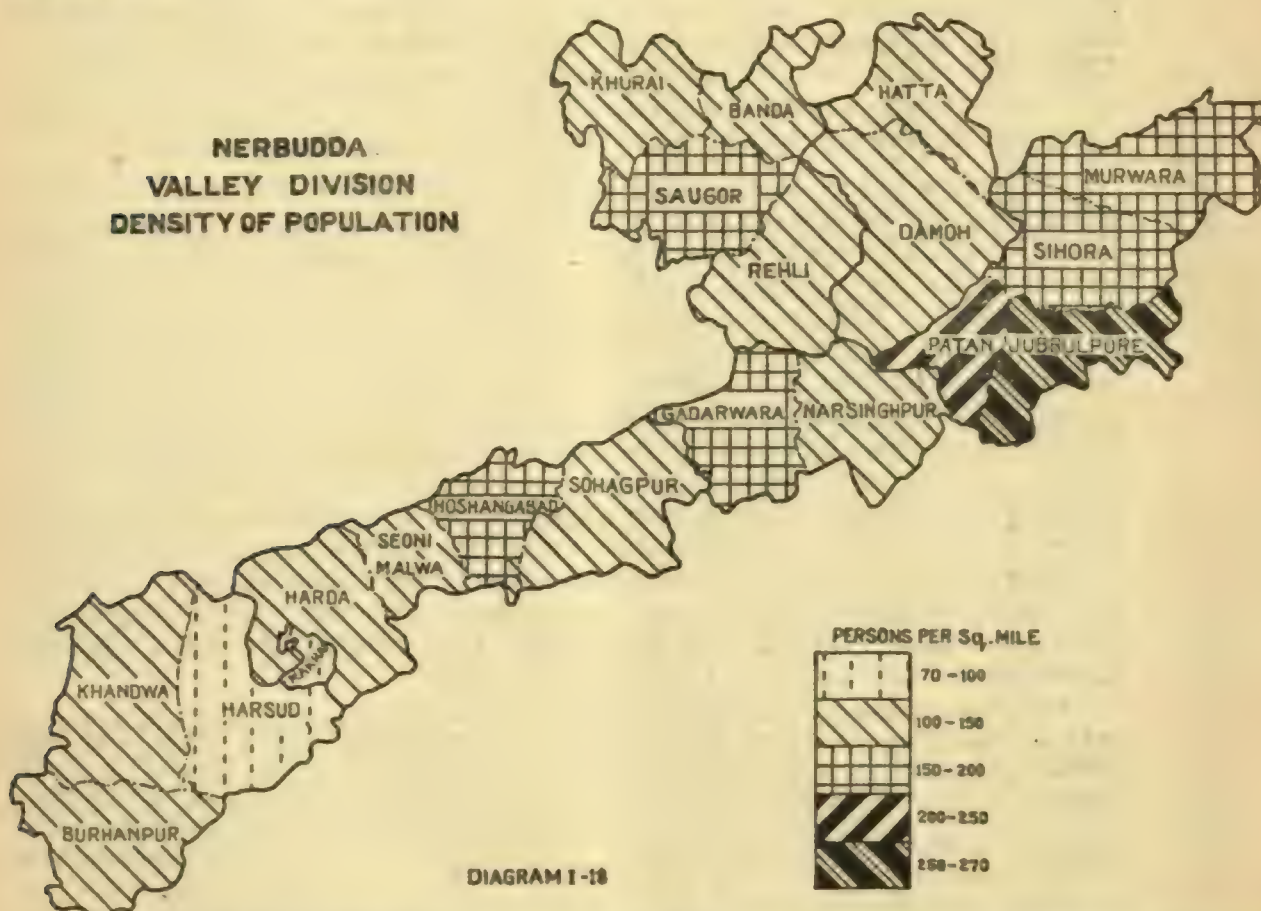 NERBUDDA
VALLEY DIVISION
DENSITY OF POPULATION
KHURAI
BANDA
HATTA
SAUGOR
MURWARA
REHLI
DAMOH
SIHORA
PATAN JUBRULPURE
GADARWARA
NARSINGHPUR
SOHAGPUR
HOSHANGABAD
SEONI
MALWA
HARDA
KHANDWA
HARSUD
BURHANPUR
PERSONS PER Sq. MILE
70-100
100-150
150-200
200-250
DIAGRAM I-18